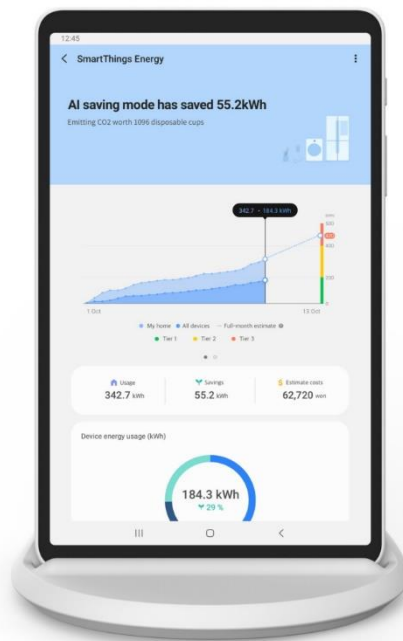 12:45
SmartThings Energy
AI saving mode has saved 55.2kWh
Emitting CO2 worth 1096 disposable cups
342.7 - 184.3 kWh
1 Oct
13 Oct
My home All devices Full-month estimate
Tier 1 Tier 2 Tier 3
Usage Savings Estimate costs
342.7 kWh 55.2 kWh 62,720 won
Device energy usage (kWh)
184.3 kWh
29 %